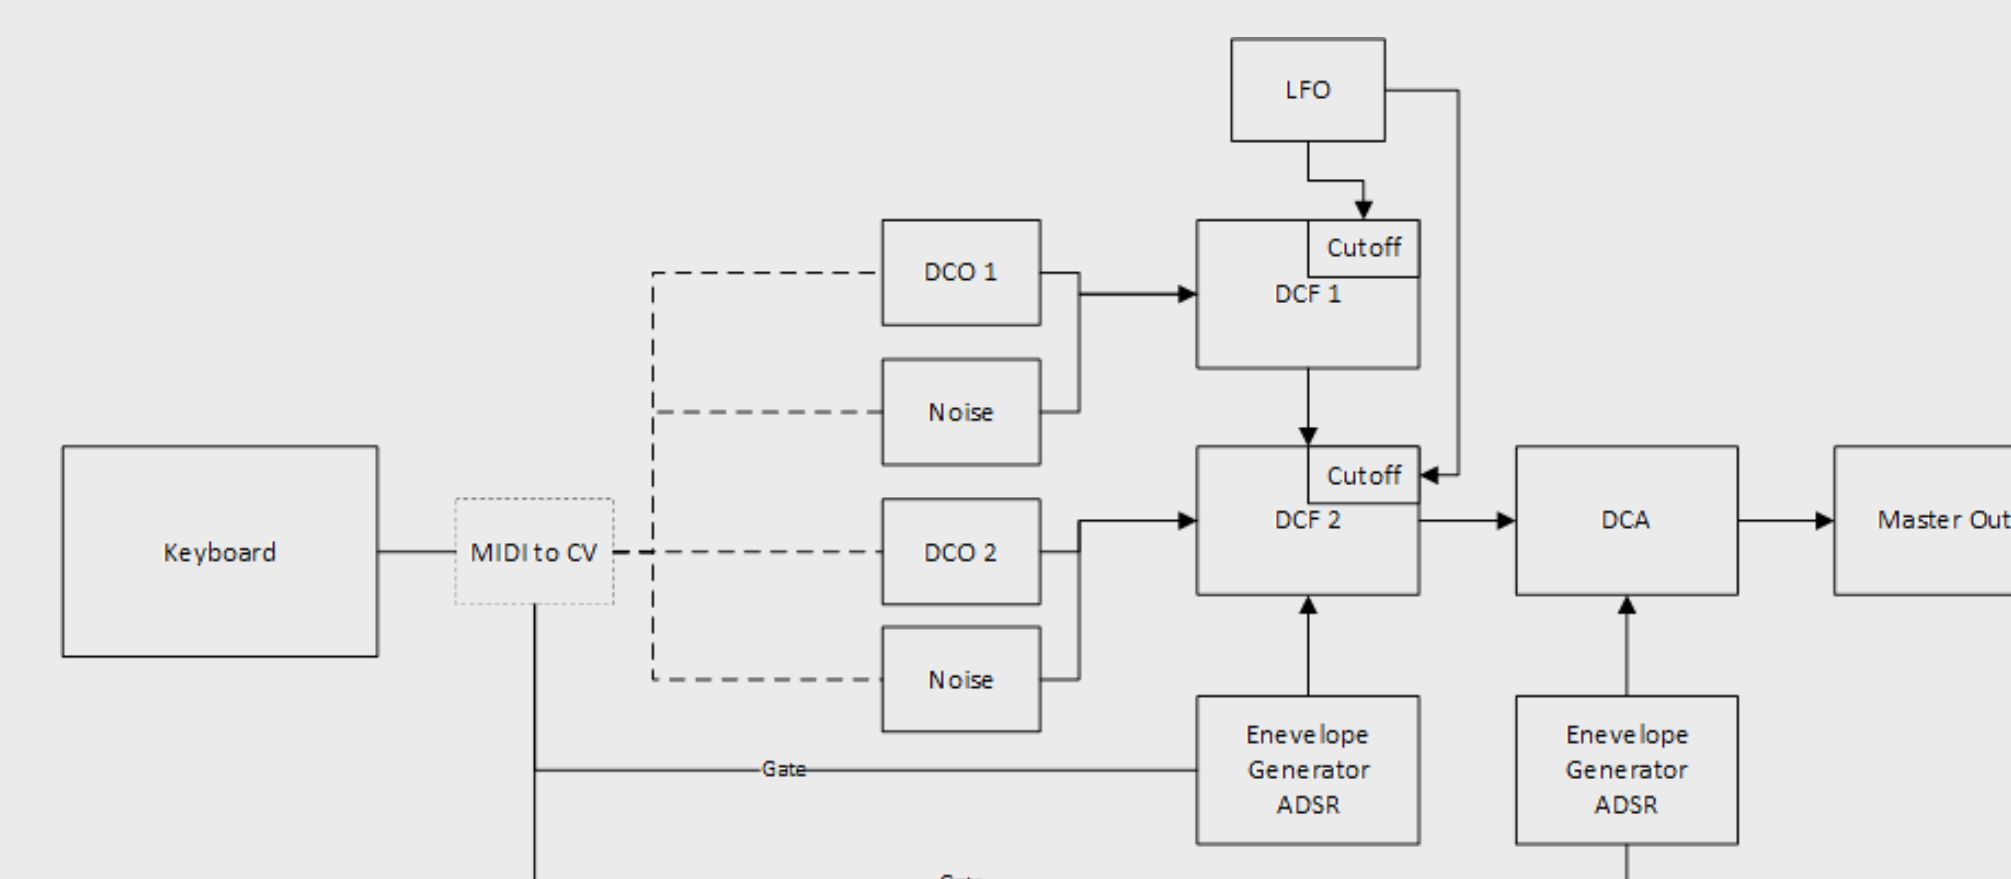 LFO
Cutoff
DCO 1
DCF 1
Noise
Cutoff
Keyboard
MIDI to CV
DCO 2
DCF 2
DCA
Master Out
Noise
Enevelope
Generator
ADSR
Enevelope
Generator
ADSR
Gate